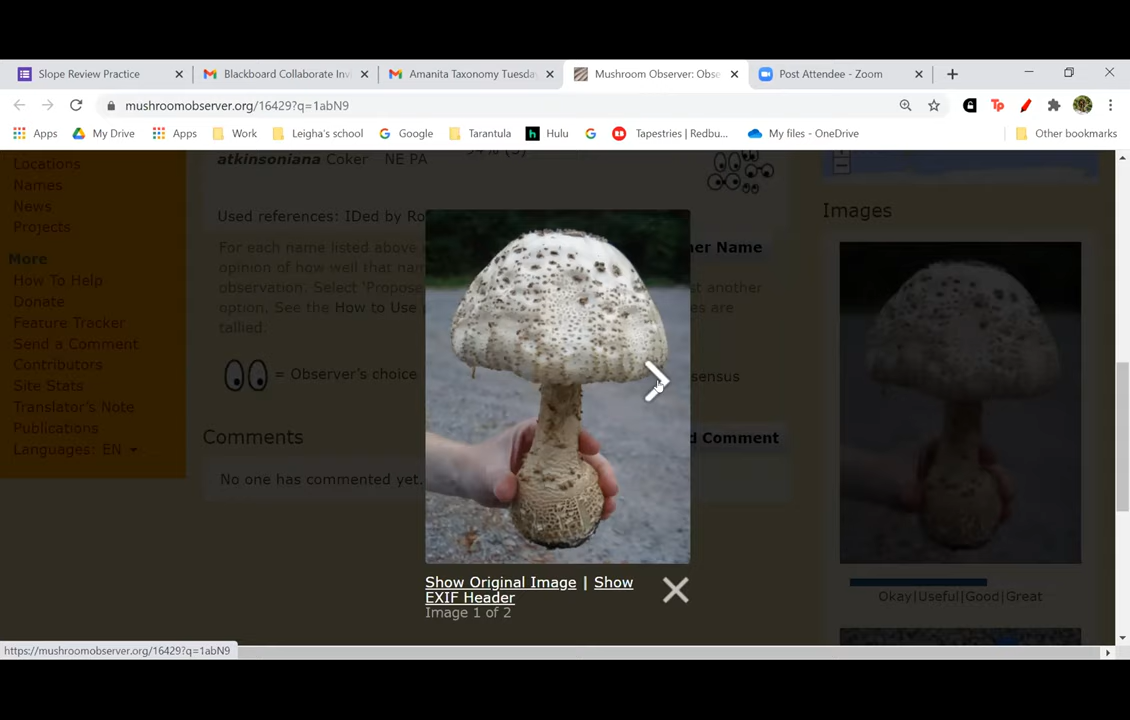 Slope Review Practice
Blackboard Collaborate Inv
Amanita Taxonomy Tuesda
Mushroom Observer: Obse
Post Attendee - Zoom
mushroomobserver.org/16429?q=1abN9
Apps
My Drive
Apps
Work
Leigha's school
Google
Tarantula
Hulu
Tapestries | Redbu...
My files - OneDrive
Other bookmarks
Locations
Names
News
Projects
More
How To Help
Donate
Feature Tracker
Send a Comment
Contributors
Site Stats
Translator's Note
Publications
Languages: EN
atkinsoniana Coker NE PA
Used references: IDed by Ro
For each name listed above
opinion of how well that nam
observation. Select 'Propose
option. See the How to Use
tallied.
her Name
st another
es are
= Observer's choice
sensus
Comments
d Comment
No one has commented yet.
Show Original Image | Show
EXIF Header
Image 1 of 2
Images
Okay|Useful|Good|Great
https://mushroomobserver.org/16429?q=1abN9